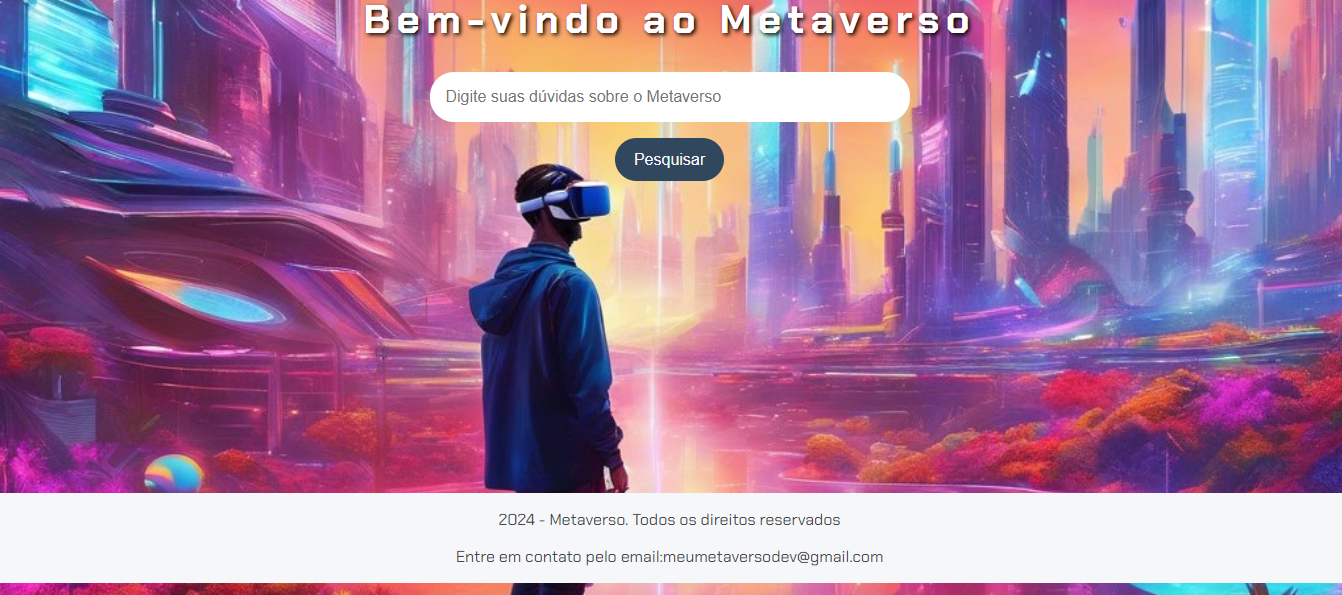 Bem-vindo ao Metaverso
Digite suas dúvidas sobre o Metaverso
Pesquisar
2024 - Metaverso. Todos os direitos reservados
Entre em contato pelo email:meumetaversodev@gmail.com